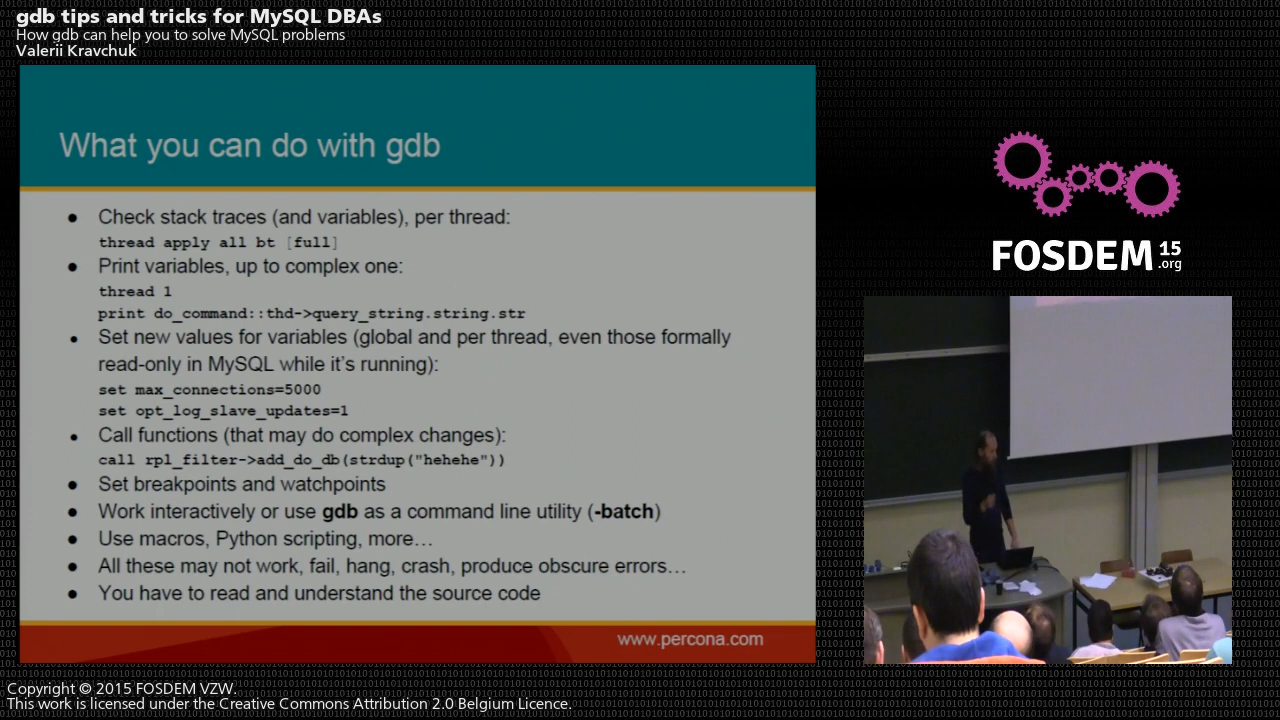 gdb tips and tricks for MySQL DBAs
How gdb can help you to solve MySQL problems
Valerii Kravchuk
What you can do with gdb
● Check stack traces (and variables), per thread:
thread apply all bt [full]
● Print variables, up to complex one:
thread 1
print do_command::thd->query_string.string.str
● Set new values for variables (global and per thread, even those formally
read-only in MySQL while it's running):
set max_connections=5000
set opt_log_slave_updates=1
● Call functions (that may do complex changes):
call rpl_filter->add_do_db(strdup("hehehe"))
● Set breakpoints and watchpoints
● Work interactively or use gdb as a command line utility (-batch)
● Use macros, Python scripting, more…
● All these may not work, fail, hang, crash, produce obscure errors…
● You have to read and understand the source code
www.percona.com
FOSDEM 15
.org
Copyright © 2015 FOSDEM VZW.
This work is licensed under the Creative Commons Attribution 2.0 Belgium Licence.